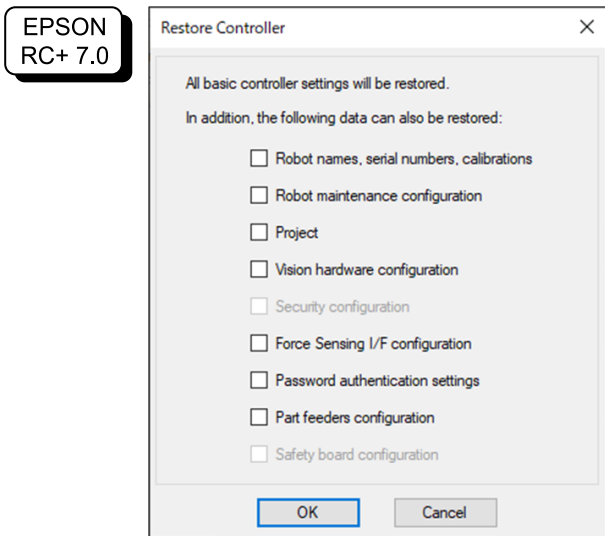 EPSON
RC+ 7.0
Restore Controller
All basic controller settings will be restored.
In addition, the following data can also be restored:
Robot names, serial numbers, calibrations
Robot maintenance configuration
Project
Vision hardware configuration
Security configuration
Force Sensing I/F configuration
Password authentication settings
Part feeders configuration
Safety board configuration
OK
Cancel